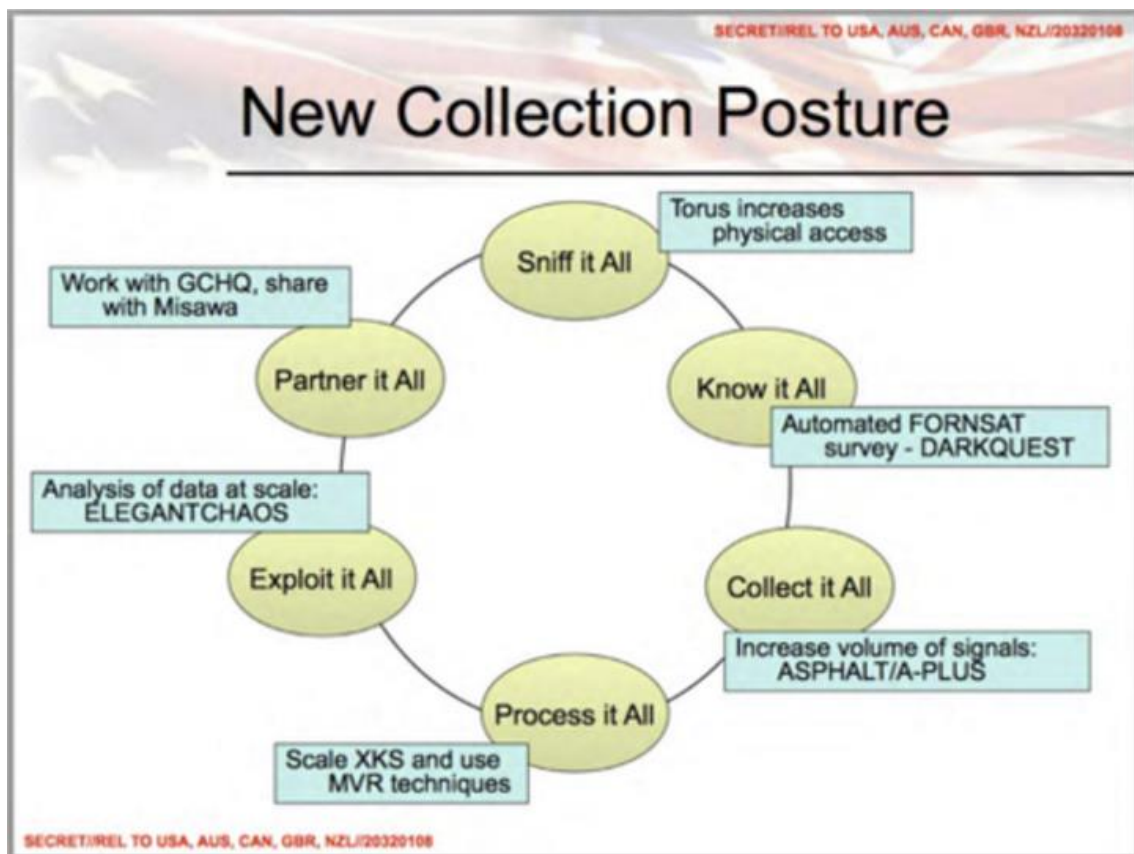 SECRET//REL TO USA, AUS, CAN, GBR, NZL//20320108
New Collection Posture
Sniff it All
Torus increases
physical access
Know it All
Automated FORNSAT
survey - DARKQUEST
Collect it All
Increase volume of signals:
ASPHALT/A-PLUS
Process it All
Scale XKS and use
MVR techniques
Exploit it All
Analysis of data at scale:
ELEGANTCHAOS
Partner it All
Work with GCHQ, share
with Misawa
SECRET//REL TO USA, AUS, CAN, GBR, NZL//20320108